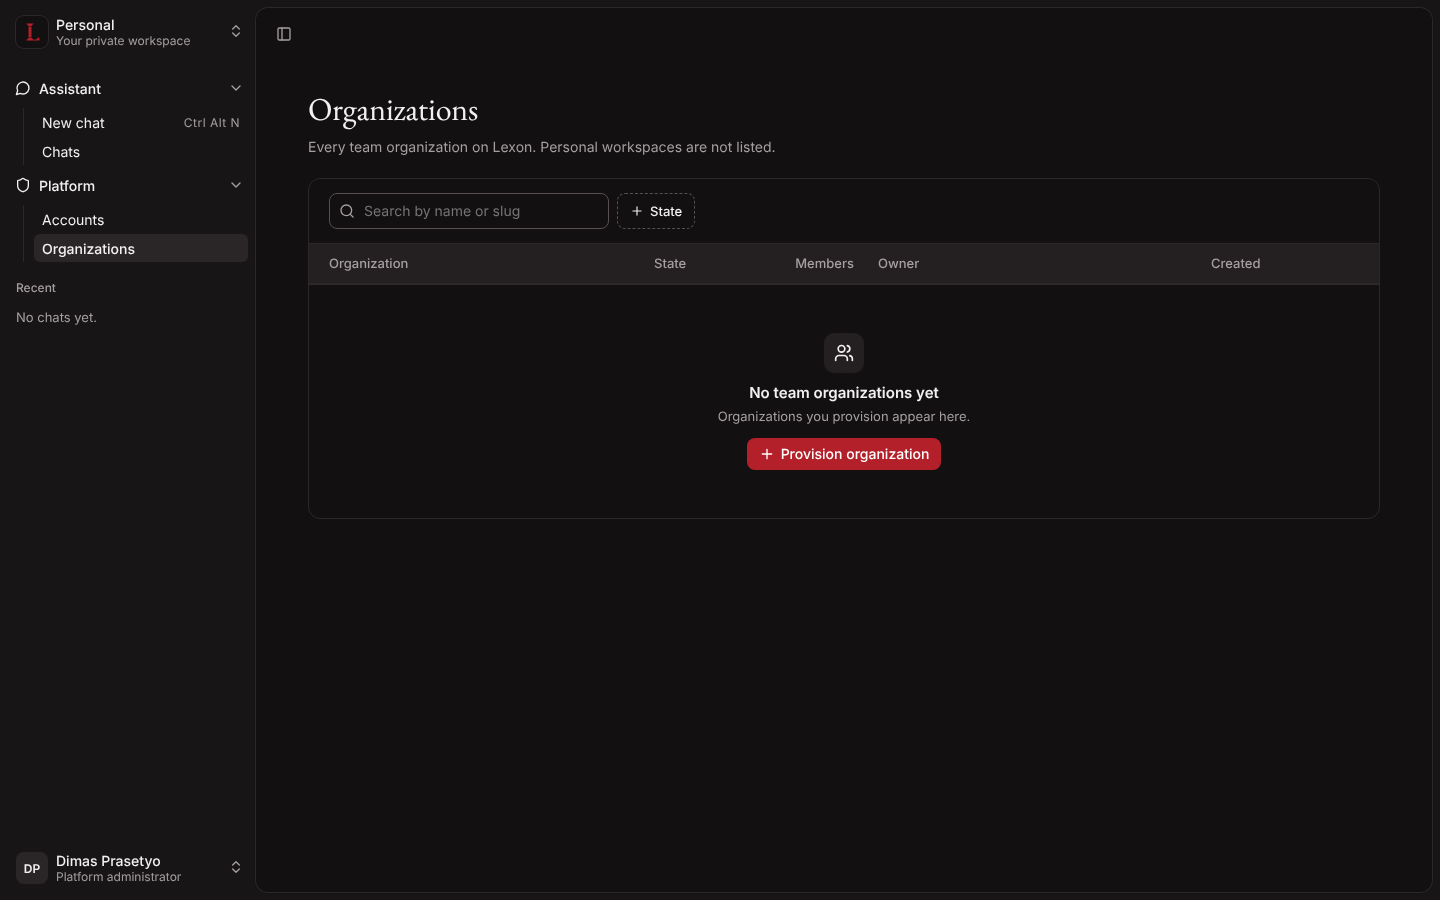 L
Personal
Your private workspace
Assistant
New chat
Ctrl Alt N
Chats
Platform
Accounts
Organizations
Recent
No chats yet.
DP
Dimas Prasetyo
Platform administrator
Organizations
Every team organization on Lexon. Personal workspaces are not listed.
Search by name or slug
State
Organization State Members Owner Created
No team organizations yet
Organizations you provision appear here.
Provision organization